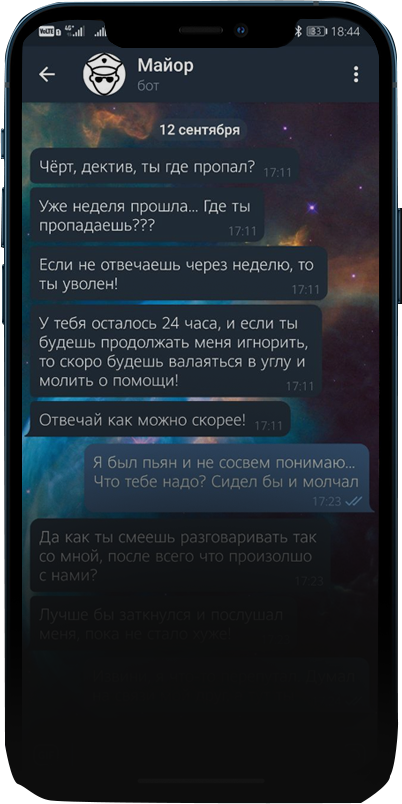 VoLTE 4G 83 18:44
Майор
бот
12 сентября
Чёрт, дектив, ты где пропал? 17:11
Уже неделя прошла... Где ты
пропадаешь??? 17:11
Если не отвечаешь через неделю, то
ты уволен! 17:11
У тебя осталось 24 часа, и если ты
будешь продолжать меня игнорить,
то скоро будешь валаяться в углу и
молить о помощи! 17:11
Отвечай как можно скорее! 17:11
Я был пьян и не сосвем понимаю...
Что тебе надо? Сидел бы и молчал
17:23
Да как ты смеешь разговаривать так
со мной, после всего что произолшо
с нами? 17:23
Лучше бы заткнулся и послушал
меня, пока не стало хуже!